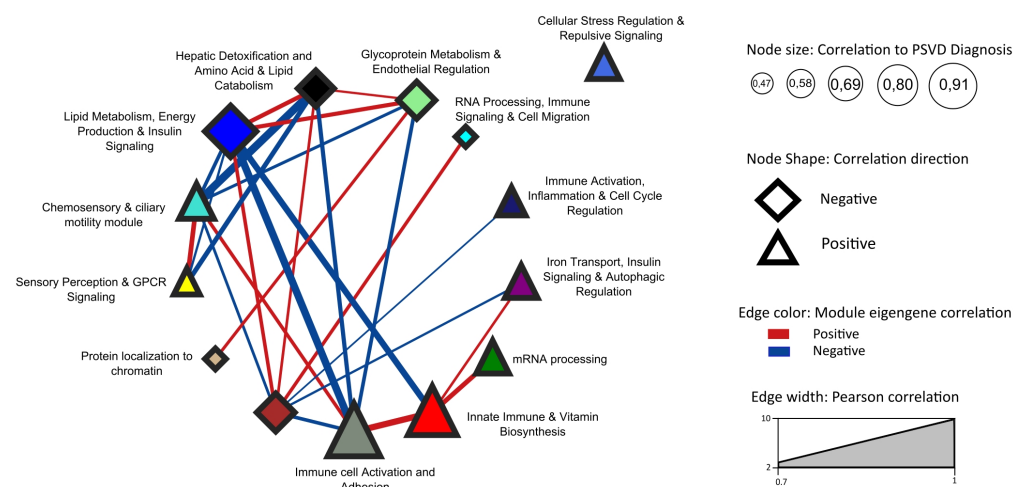 Cellular Stress Regulation &
Repulsive Signaling
Hepatic Detoxification and
Amino Acid & Lipid
Catabolism
Glycoprotein Metabolism &
Endothelial Regulation
RNA Processing, Immune
Signaling & Cell Migration
Lipid Metabolism, Energy
Production & Insulin
Signaling
Immune Activation,
Inflammation & Cell Cycle
Regulation
Chemosensory & ciliary
motility module
Iron Transport, Insulin
Signaling & Autophagic
Regulation
Sensory Perception & GPCR
Signaling
Protein localization to
chromatin
mRNA processing
Innate Immune & Vitamin
Biosynthesis
Immune cell Activation and
Adhesion
Node size: Correlation to PSVD Diagnosis
0,47 0,58 0,69 0,80 0,91
Node Shape: Correlation direction
Negative
Positive
Edge color: Module eigengene correlation
Positive
Negative
Edge width: Pearson correlation
10
2
0.7 1